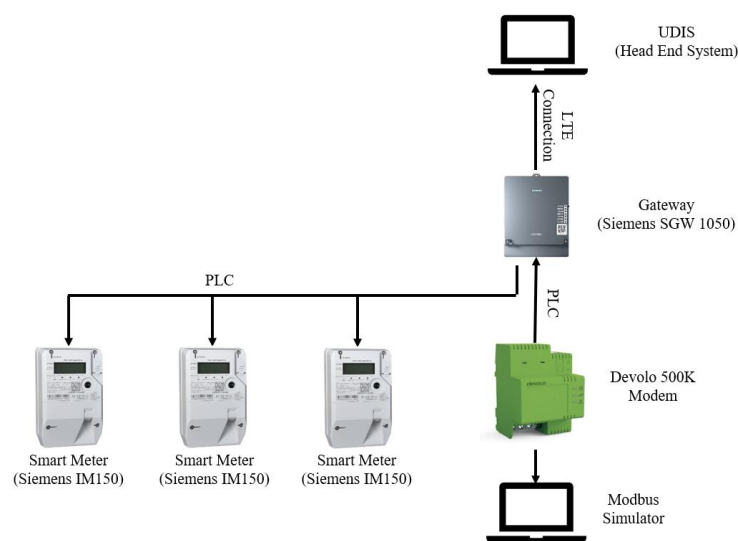 UDIS
(Head End System)
LTE
Connection
Gateway
(Siemens SGW 1050)
PLC
PLC
Devolo 500K
Modem
Smart Meter
(Siemens IM150)
Smart Meter
(Siemens IM150)
Smart Meter
(Siemens IM150)
Modbus
Simulator